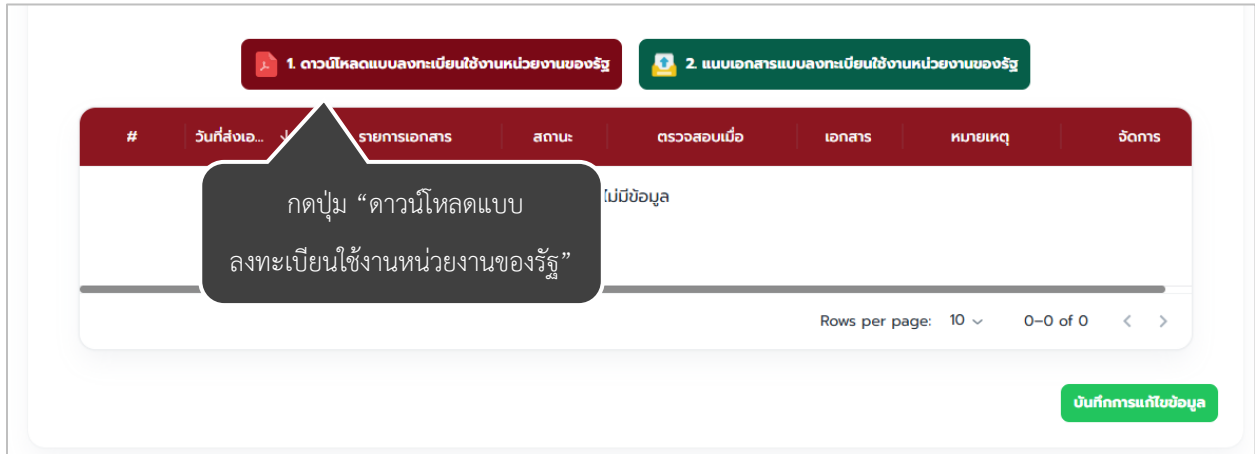 1. ดาวน์โหลดแบบลงทะเบียนใช้งานหน่วยงานของรัฐ
2. แนบเอกสารแบบลงทะเบียนใช้งานหน่วยงานของรัฐ
# วันที่ส่งเอ... รายการเอกสาร สถานะ ตรวจสอบเมื่อ เอกสาร หมายเหตุ จัดการ
ไม่มีข้อมูล
กดปุ่ม “ดาวน์โหลดแบบ
ลงทะเบียนใช้งานหน่วยงานของรัฐ”
Rows per page: 10 0–0 of 0
บันทึกการแก้ไขข้อมูล